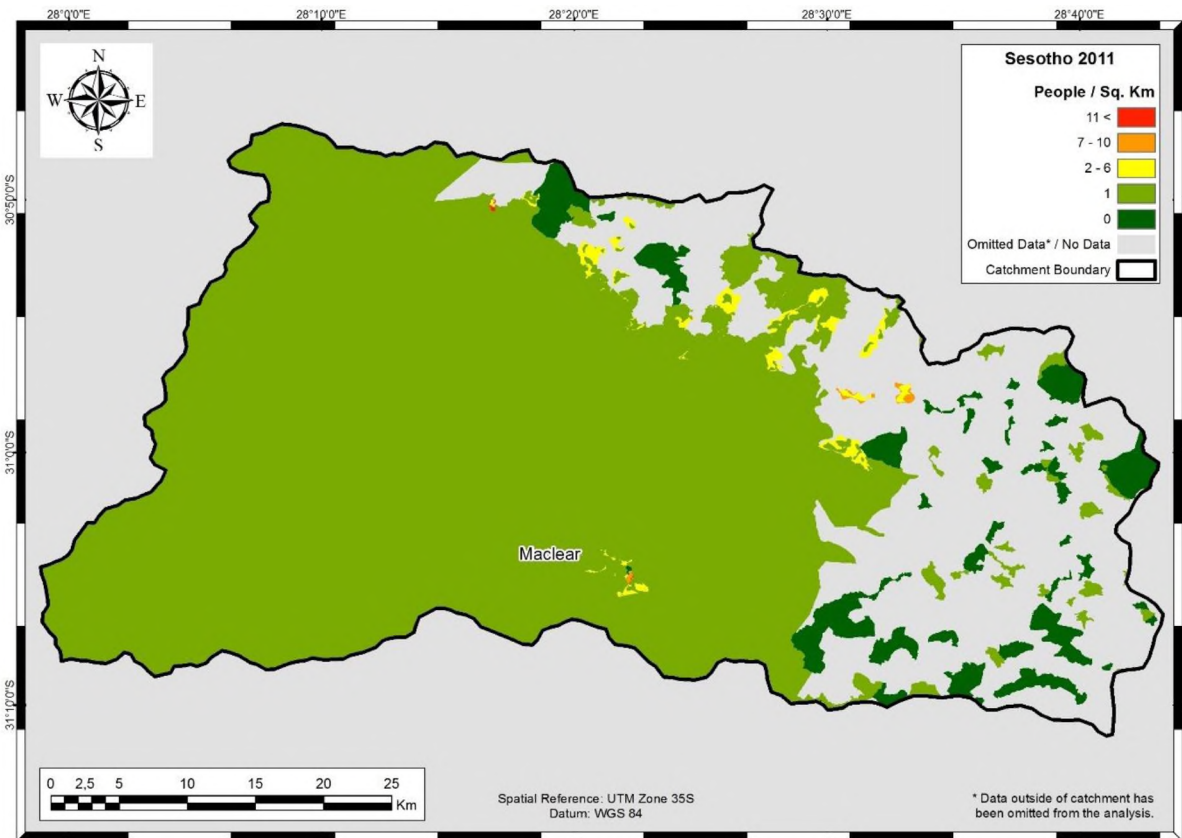 28°0'0"E 28°10'0"E 28°20'0"E 28°30'0"E 28°40'0"E
N
W E
S
Sesotho 2011
People / Sq. Km
11 <
7 - 10
2 - 6
1
0
Omitted Data* / No Data
Catchment Boundary
30°50'0"S
31°0'0"S
31°10'0"S
Maclear
0 2,5 5 10 15 20 25
Km
Spatial Reference: UTM Zone 35S
Datum: WGS 84
* Data outside of catchment has
been omitted from the analysis.